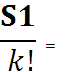 S1
k! =